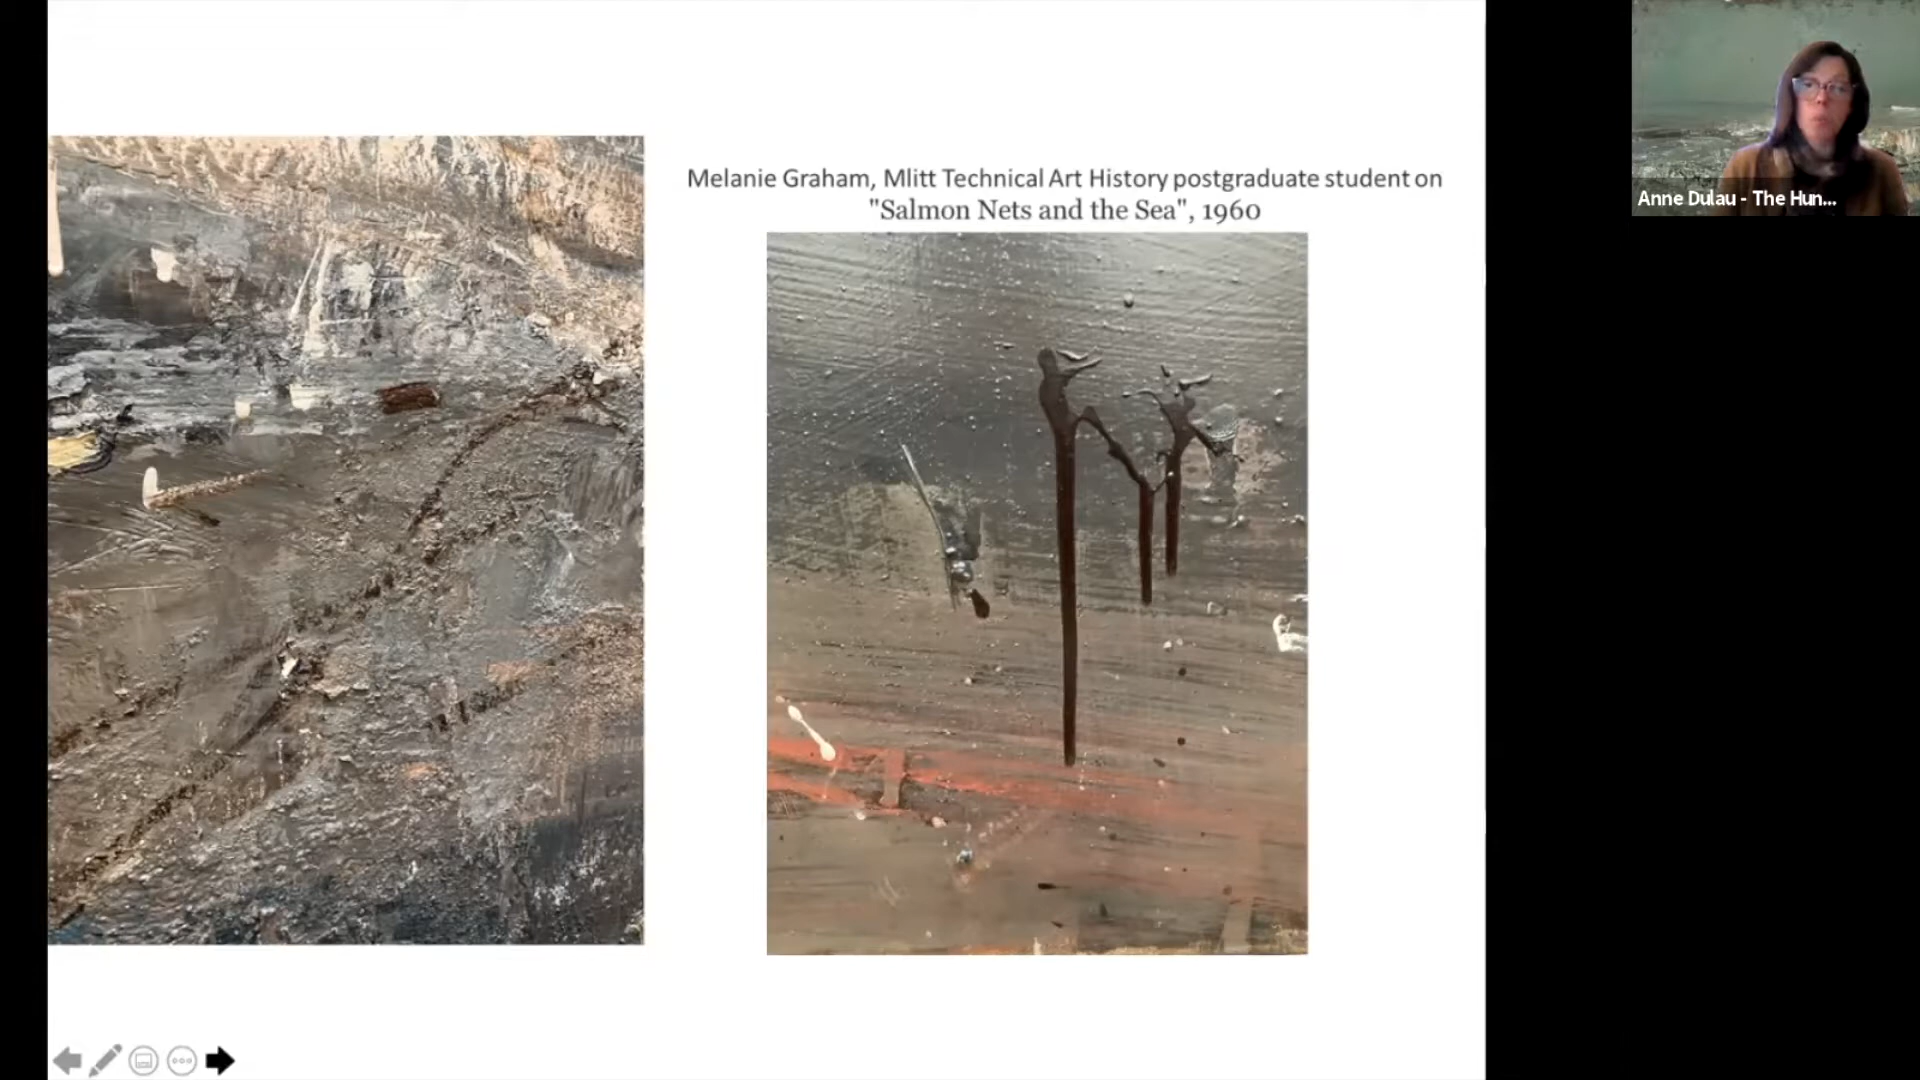 Melanie Graham, Mlitt Technical Art History postgraduate student on
"Salmon Nets and the Sea", 1960
Anne Dulau - The Hun...